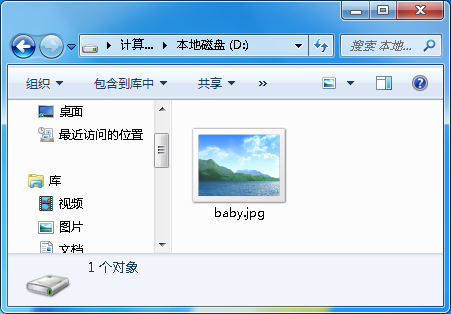 计算... 本地磁盘 (D:) 搜索 本地...
组织 包含到库中 共享 »
桌面
最近访问的位置
库
视频
图片
文档
baby.jpg
1 个对象